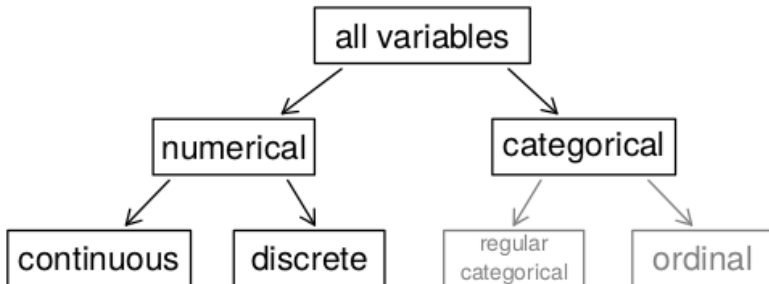 all variables
numerical
categorical
continuous
discrete
regular
categorical
ordinal